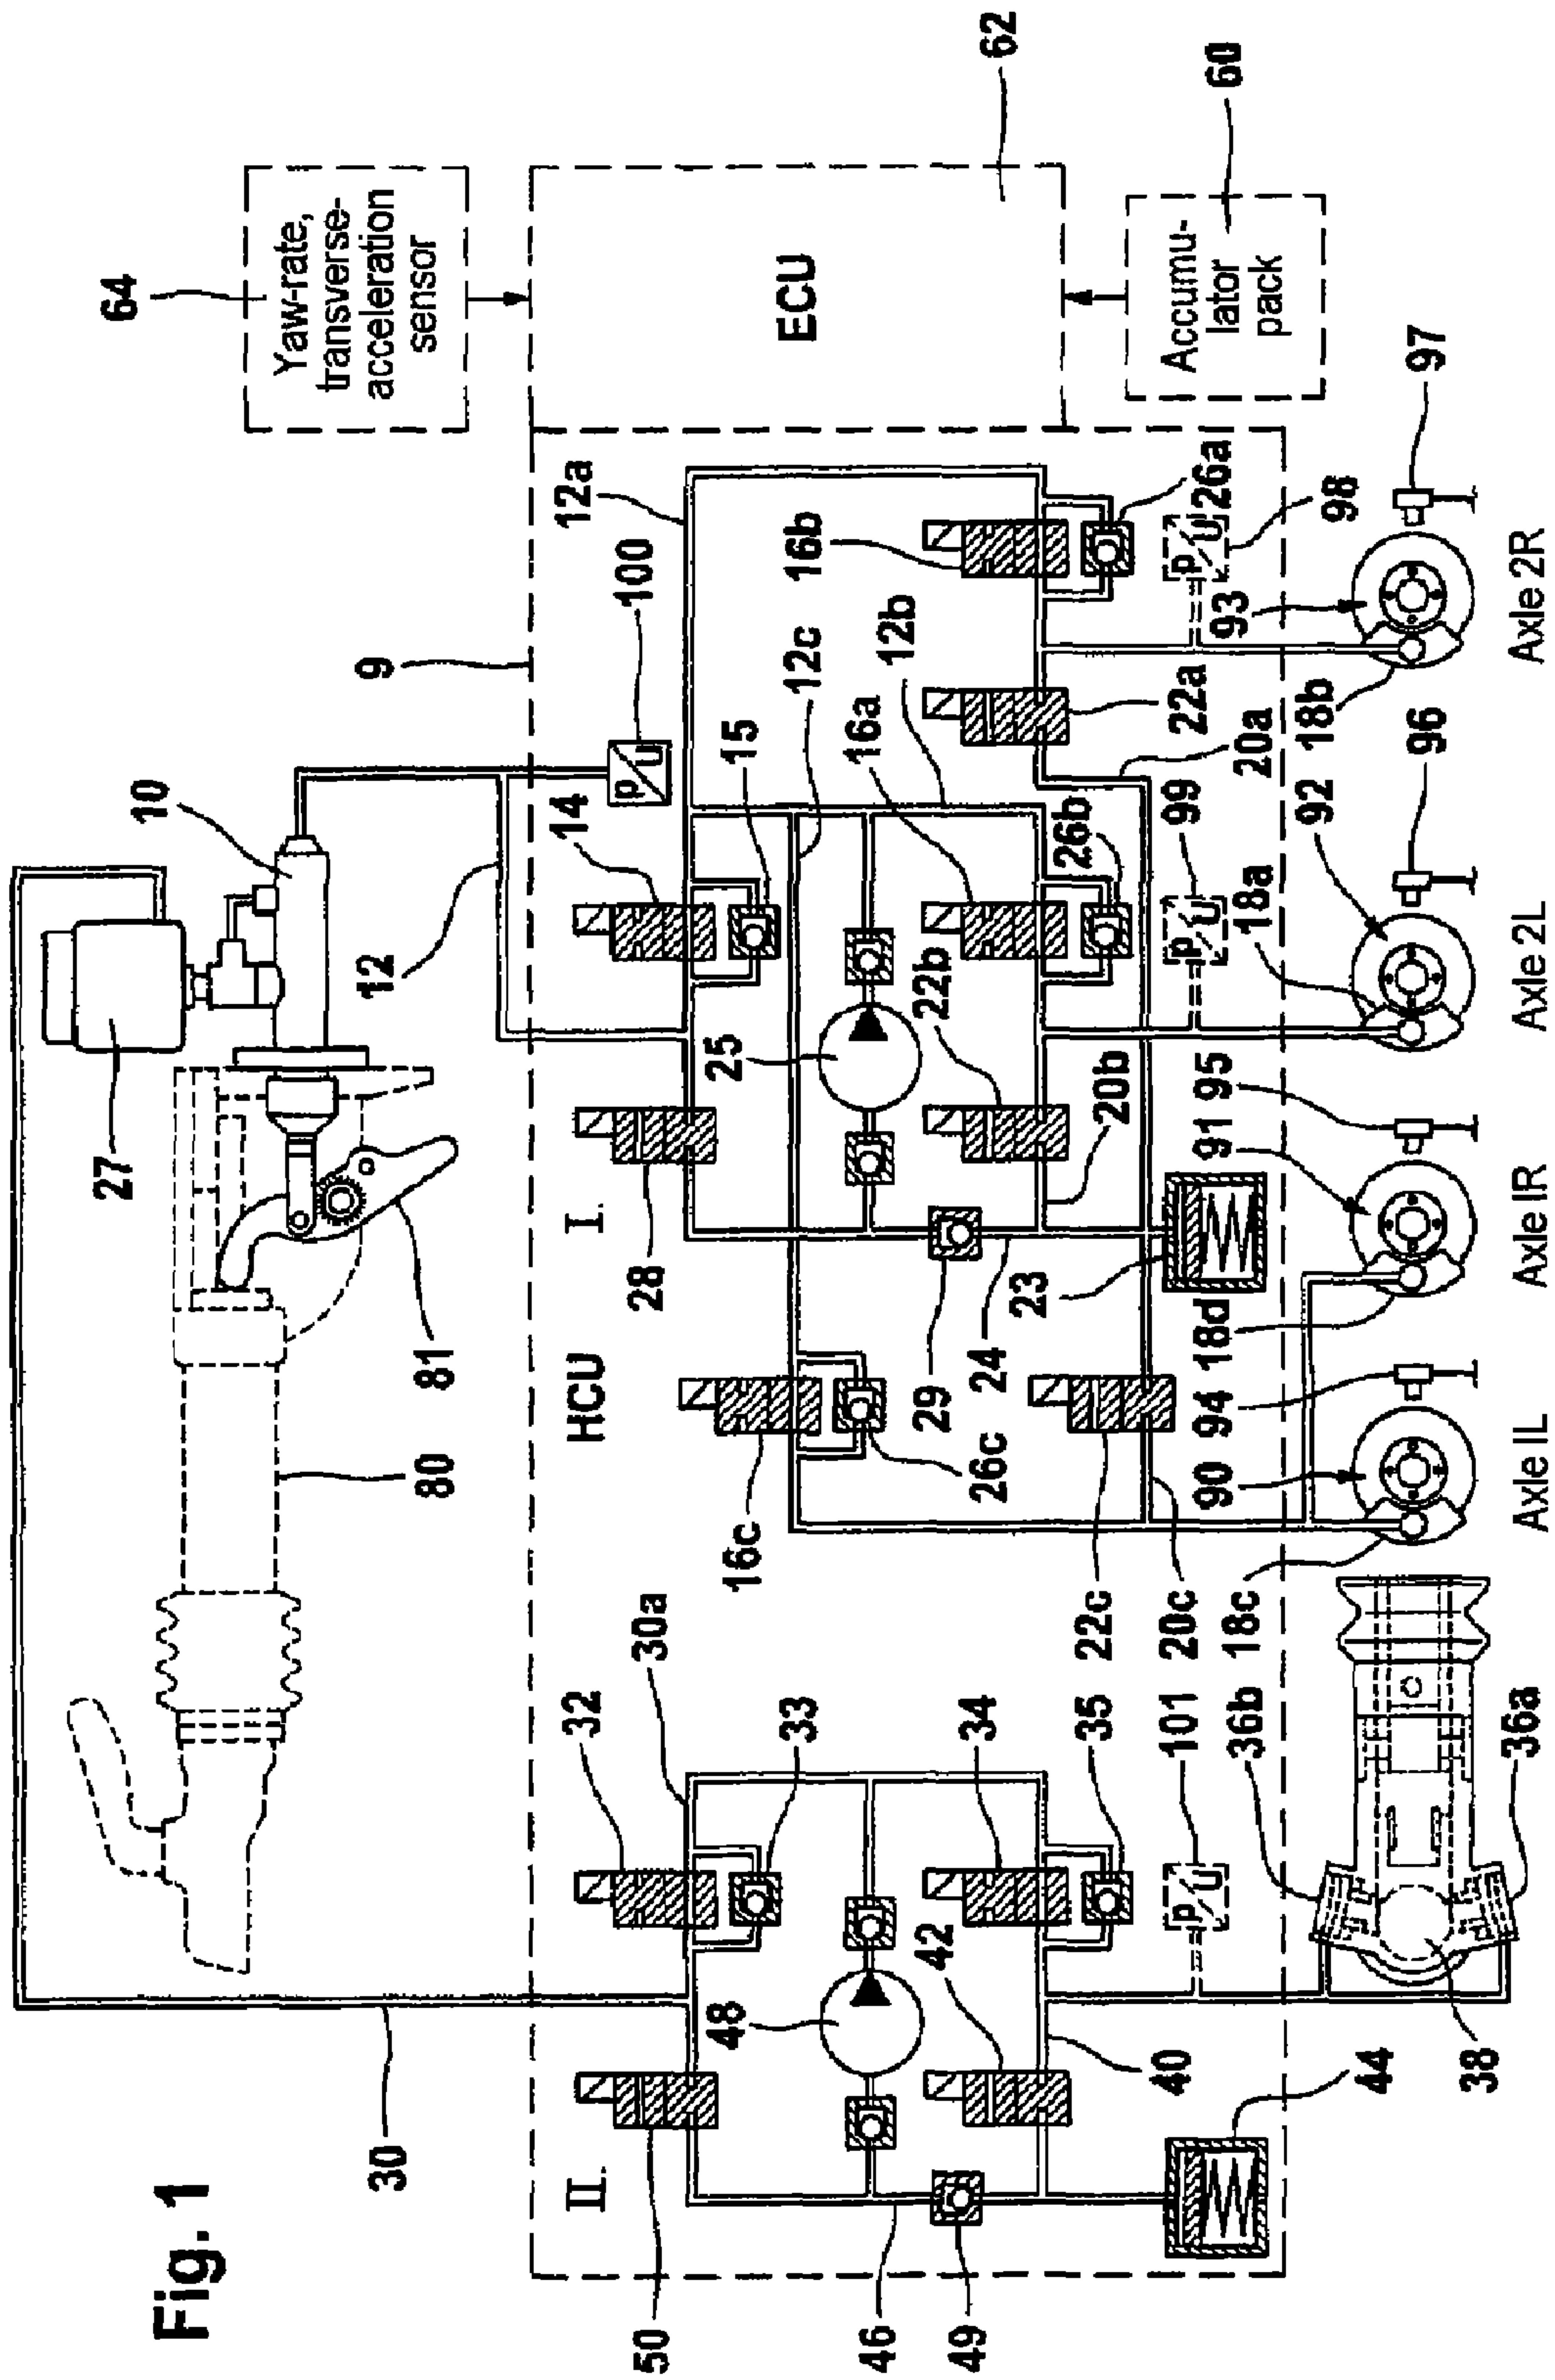 Fig. 1
27
64
10
Yaw-rate,
transverse-
acceleration
sensor
30
12
9
80
81
II.
HCU
I.
32
14
12a
50
30a
28
100
P
U
48
16c
25
15
33
12c
16b
ECU
16a
12b
46
42
22b
49
34
26c
29
24
23
62
26b
35
22c
20b
22a
40
20c
101
99
26a
P
U
P
U
P
U
Accumu-
lator
pack
60
90
94
18d
91
95
18a
20a
93
36b
18c
92
18b
98
44
38
36a
96
97
Axle 1L
Axle 1R
Axle 2L
Axle 2R